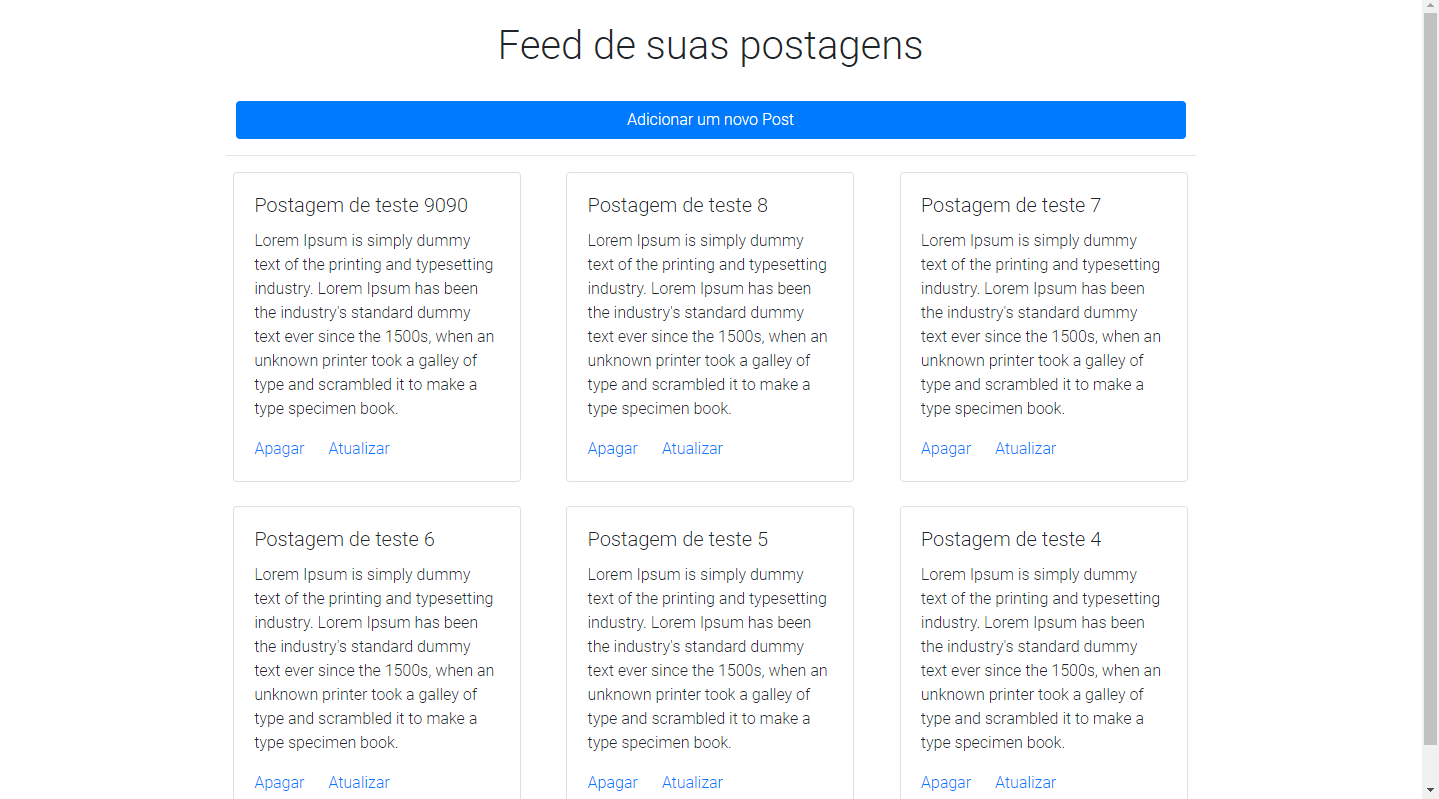 Feed de suas postagens
Adicionar um novo Post
Postagem de teste 9090
Lorem Ipsum is simply dummy
text of the printing and typesetting
industry. Lorem Ipsum has been
the industry's standard dummy
text ever since the 1500s, when an
unknown printer took a galley of
type and scrambled it to make a
type specimen book.
Apagar Atualizar
Postagem de teste 8
Lorem Ipsum is simply dummy
text of the printing and typesetting
industry. Lorem Ipsum has been
the industry's standard dummy
text ever since the 1500s, when an
unknown printer took a galley of
type and scrambled it to make a
type specimen book.
Apagar Atualizar
Postagem de teste 7
Lorem Ipsum is simply dummy
text of the printing and typesetting
industry. Lorem Ipsum has been
the industry's standard dummy
text ever since the 1500s, when an
unknown printer took a galley of
type and scrambled it to make a
type specimen book.
Apagar Atualizar
Postagem de teste 6
Lorem Ipsum is simply dummy
text of the printing and typesetting
industry. Lorem Ipsum has been
the industry's standard dummy
text ever since the 1500s, when an
unknown printer took a galley of
type and scrambled it to make a
type specimen book.
Apagar Atualizar
Postagem de teste 5
Lorem Ipsum is simply dummy
text of the printing and typesetting
industry. Lorem Ipsum has been
the industry's standard dummy
text ever since the 1500s, when an
unknown printer took a galley of
type and scrambled it to make a
type specimen book.
Apagar Atualizar
Postagem de teste 4
Lorem Ipsum is simply dummy
text of the printing and typesetting
industry. Lorem Ipsum has been
the industry's standard dummy
text ever since the 1500s, when an
unknown printer took a galley of
type and scrambled it to make a
type specimen book.
Apagar Atualizar